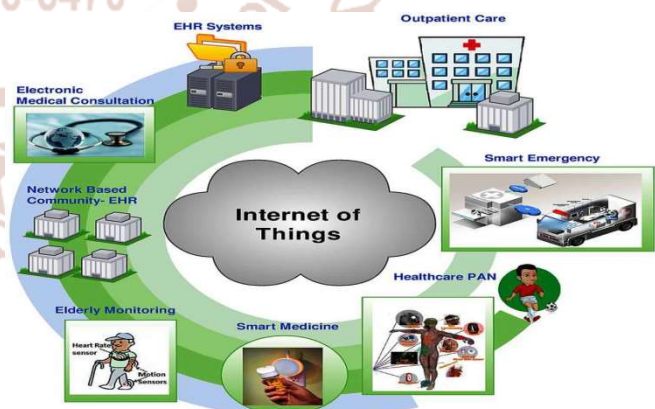 EHR Systems
Outpatient Care
Electronic
Medical Consultation
Smart Emergency
Network Based
Community- EHR
Internet of
Things
Healthcare PAN
Elderly Monitoring
Heart Rate
sensor
Motion
sensors
Smart Medicine